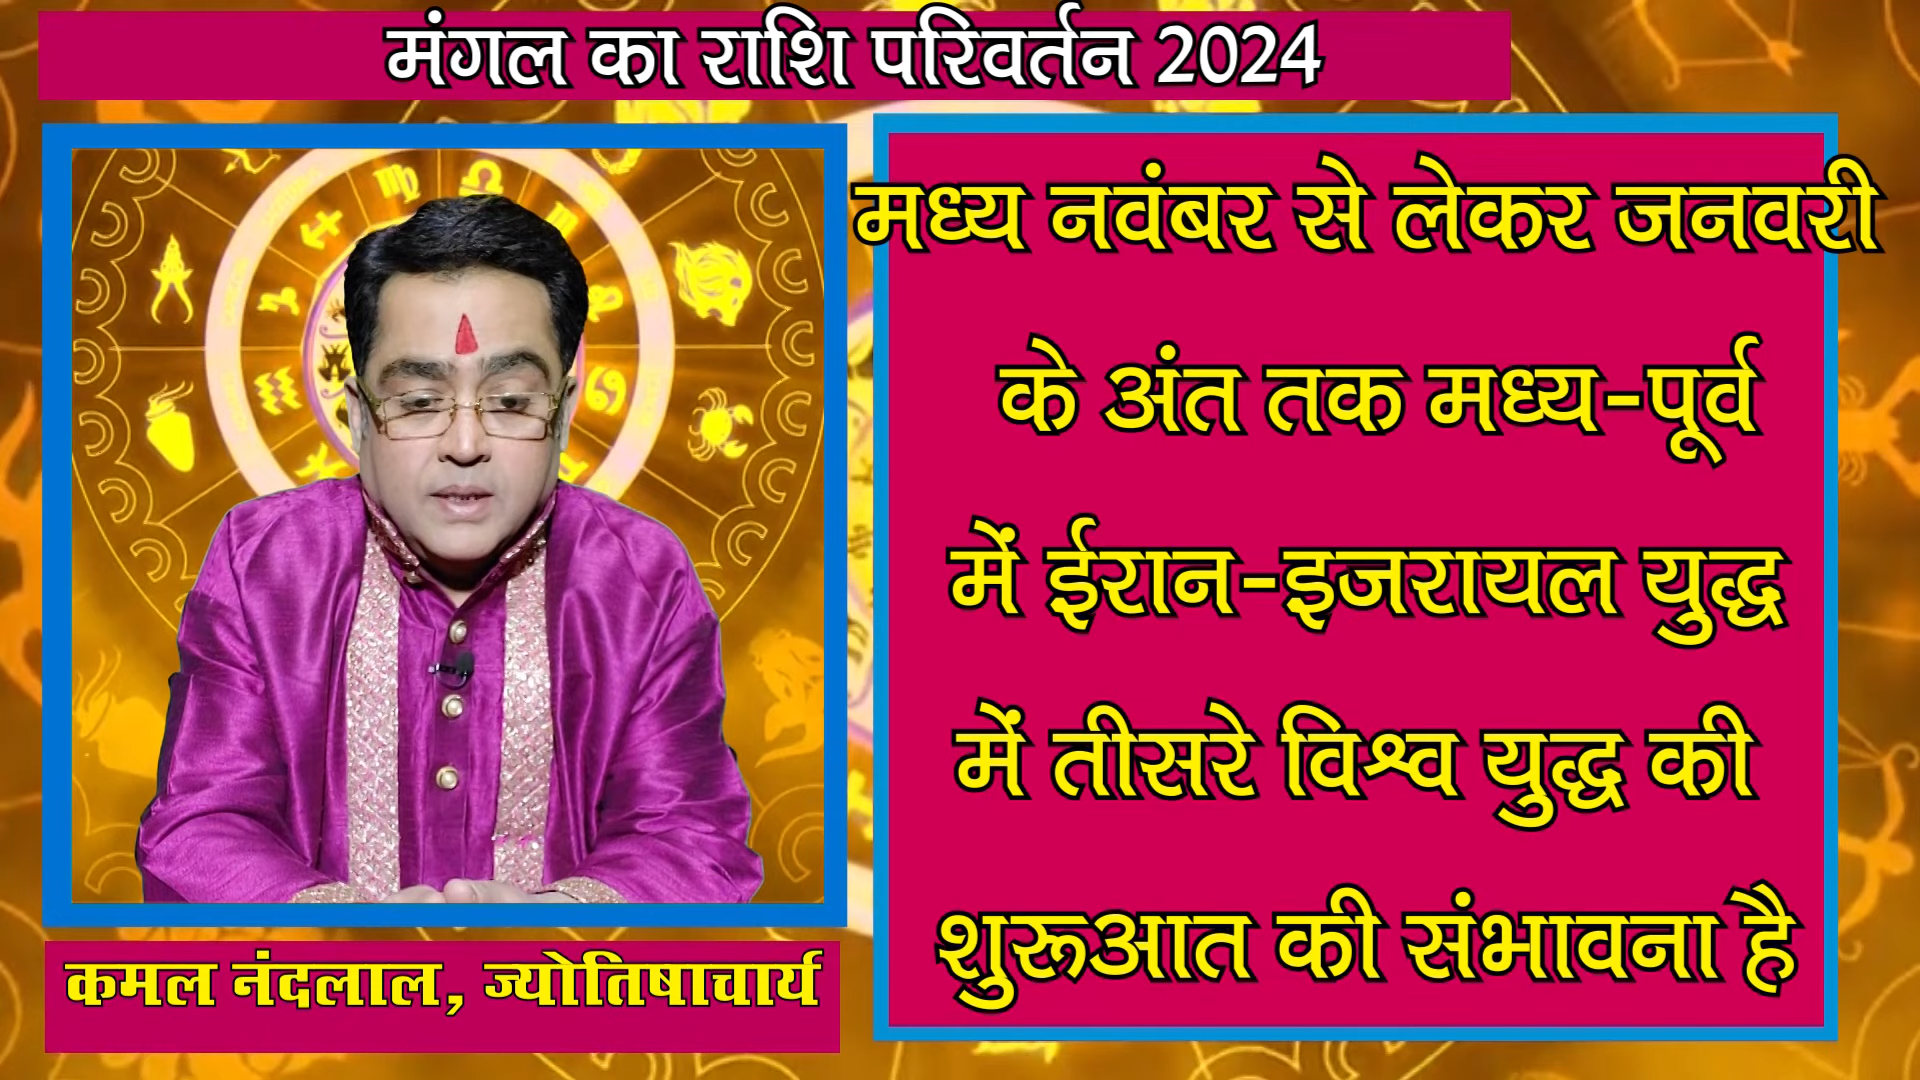 मंगल का राशि परिवर्तन 2024
मध्य नवंबर से लेकर जनवरी
के अंत तक मध्य-पूर्व
में ईरान-इजरायल युद्ध
में तीसरे विश्व युद्ध की
शुरूआत की संभावना है
कमल नंदलाल, ज्योतिषाचार्य